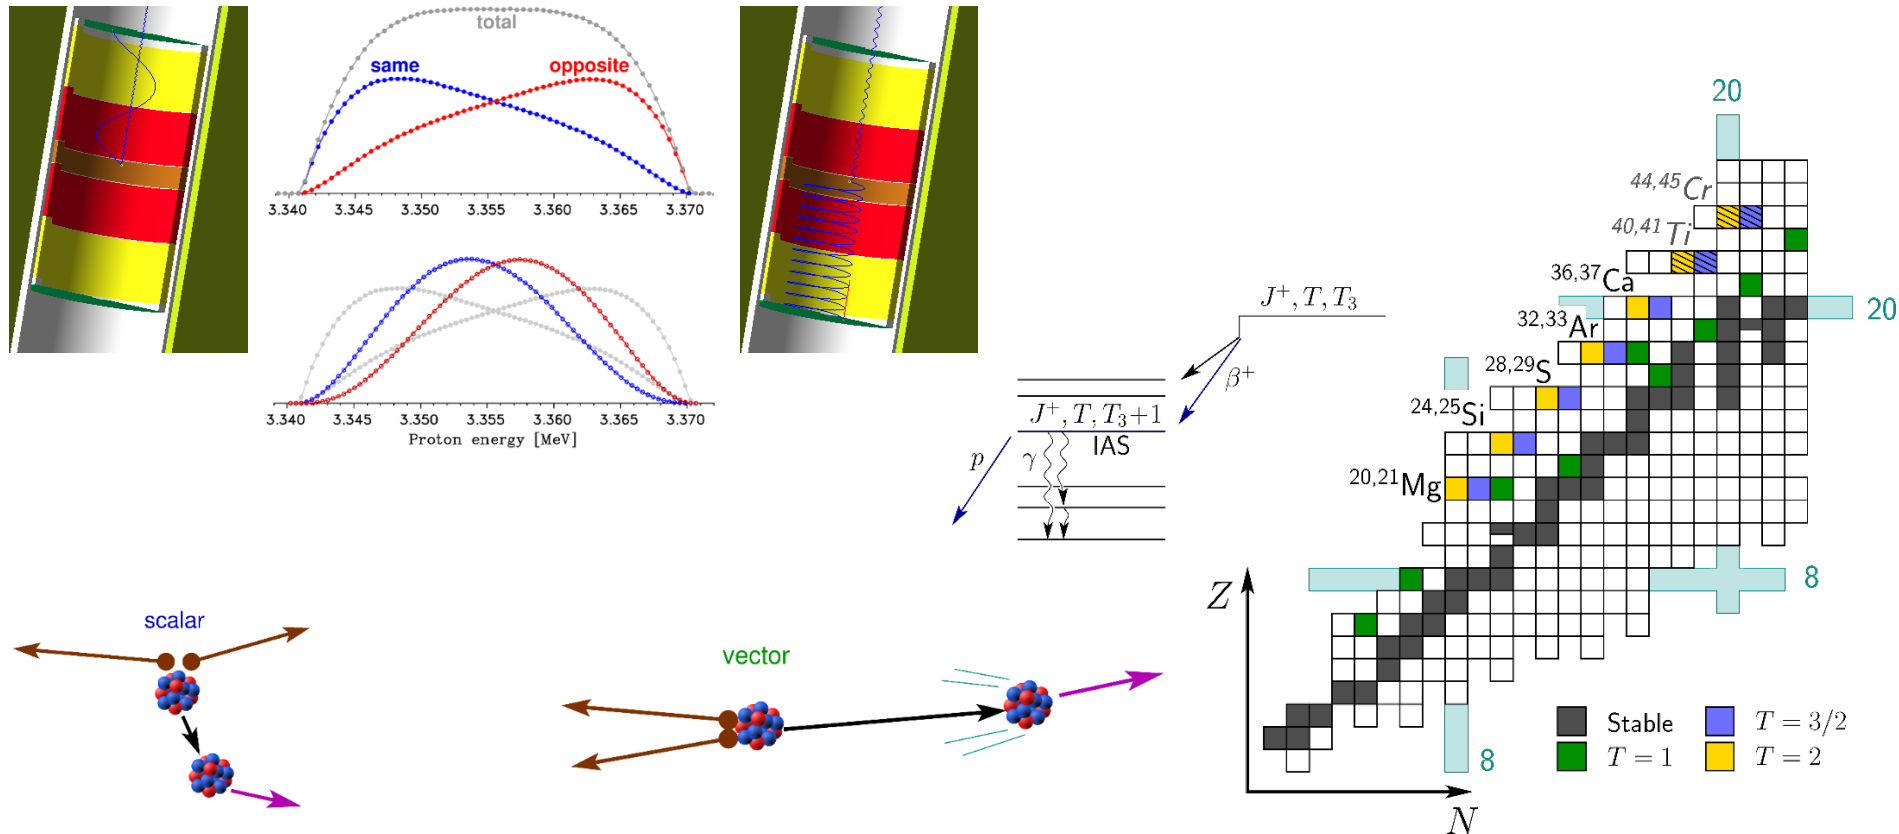 total
same opposite
3.340 3.345 3.350 3.355 3.360 3.365 3.370
3.340 3.345 3.350 3.355 3.360 3.365 3.370
Proton energy [MeV]
J⁺, T, T₃
β⁺
J⁺, T, T₃+1
IAS
p
γ
scalar
vector
20
⁴⁴,⁴⁵Cr
⁴⁰,⁴¹Ti
³⁶,³⁷Ca
20
³²,³³Ar
²⁸,²⁹S
²⁴,²⁵Si
²⁰,²¹Mg
8
Z
Stable
T = 3/2
T = 1
T = 2
8
N